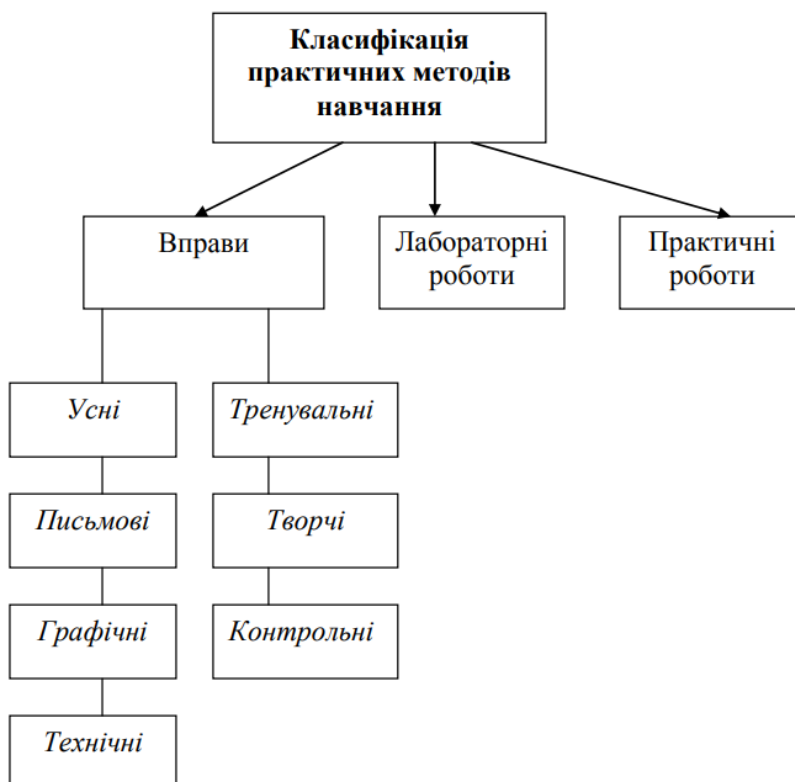 Класифікація
практичних методів
навчання
Вправи
Лабораторні
роботи
Практичні
роботи
Усні
Тренувальні
Письмові
Творчі
Графічні
Контрольні
Технічні